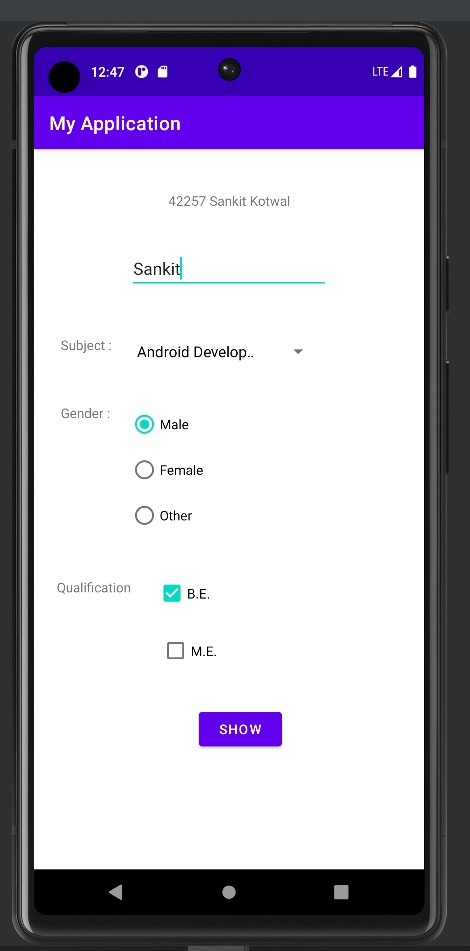 12:47 LTE
My Application
42257 Sankit Kotwal
Sankit
Subject : Android Develop..
Gender : Male
Female
Other
Qualification B.E.
M.E.
SHOW